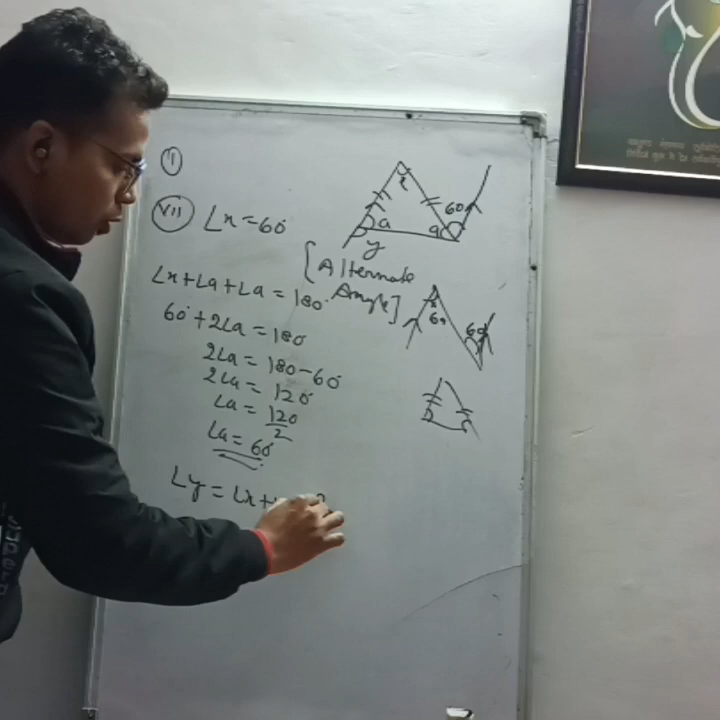 (i)
(vii) ∠x = 60°
[Alternate
Angle]
∠x + ∠a + ∠a = 180°
60° + 2∠a = 180
2∠a = 180 - 60
2∠a = 120
∠a = 120/2
∠a = 60°
∠y = ∠x +
x
60
a
a
y
x
60
60